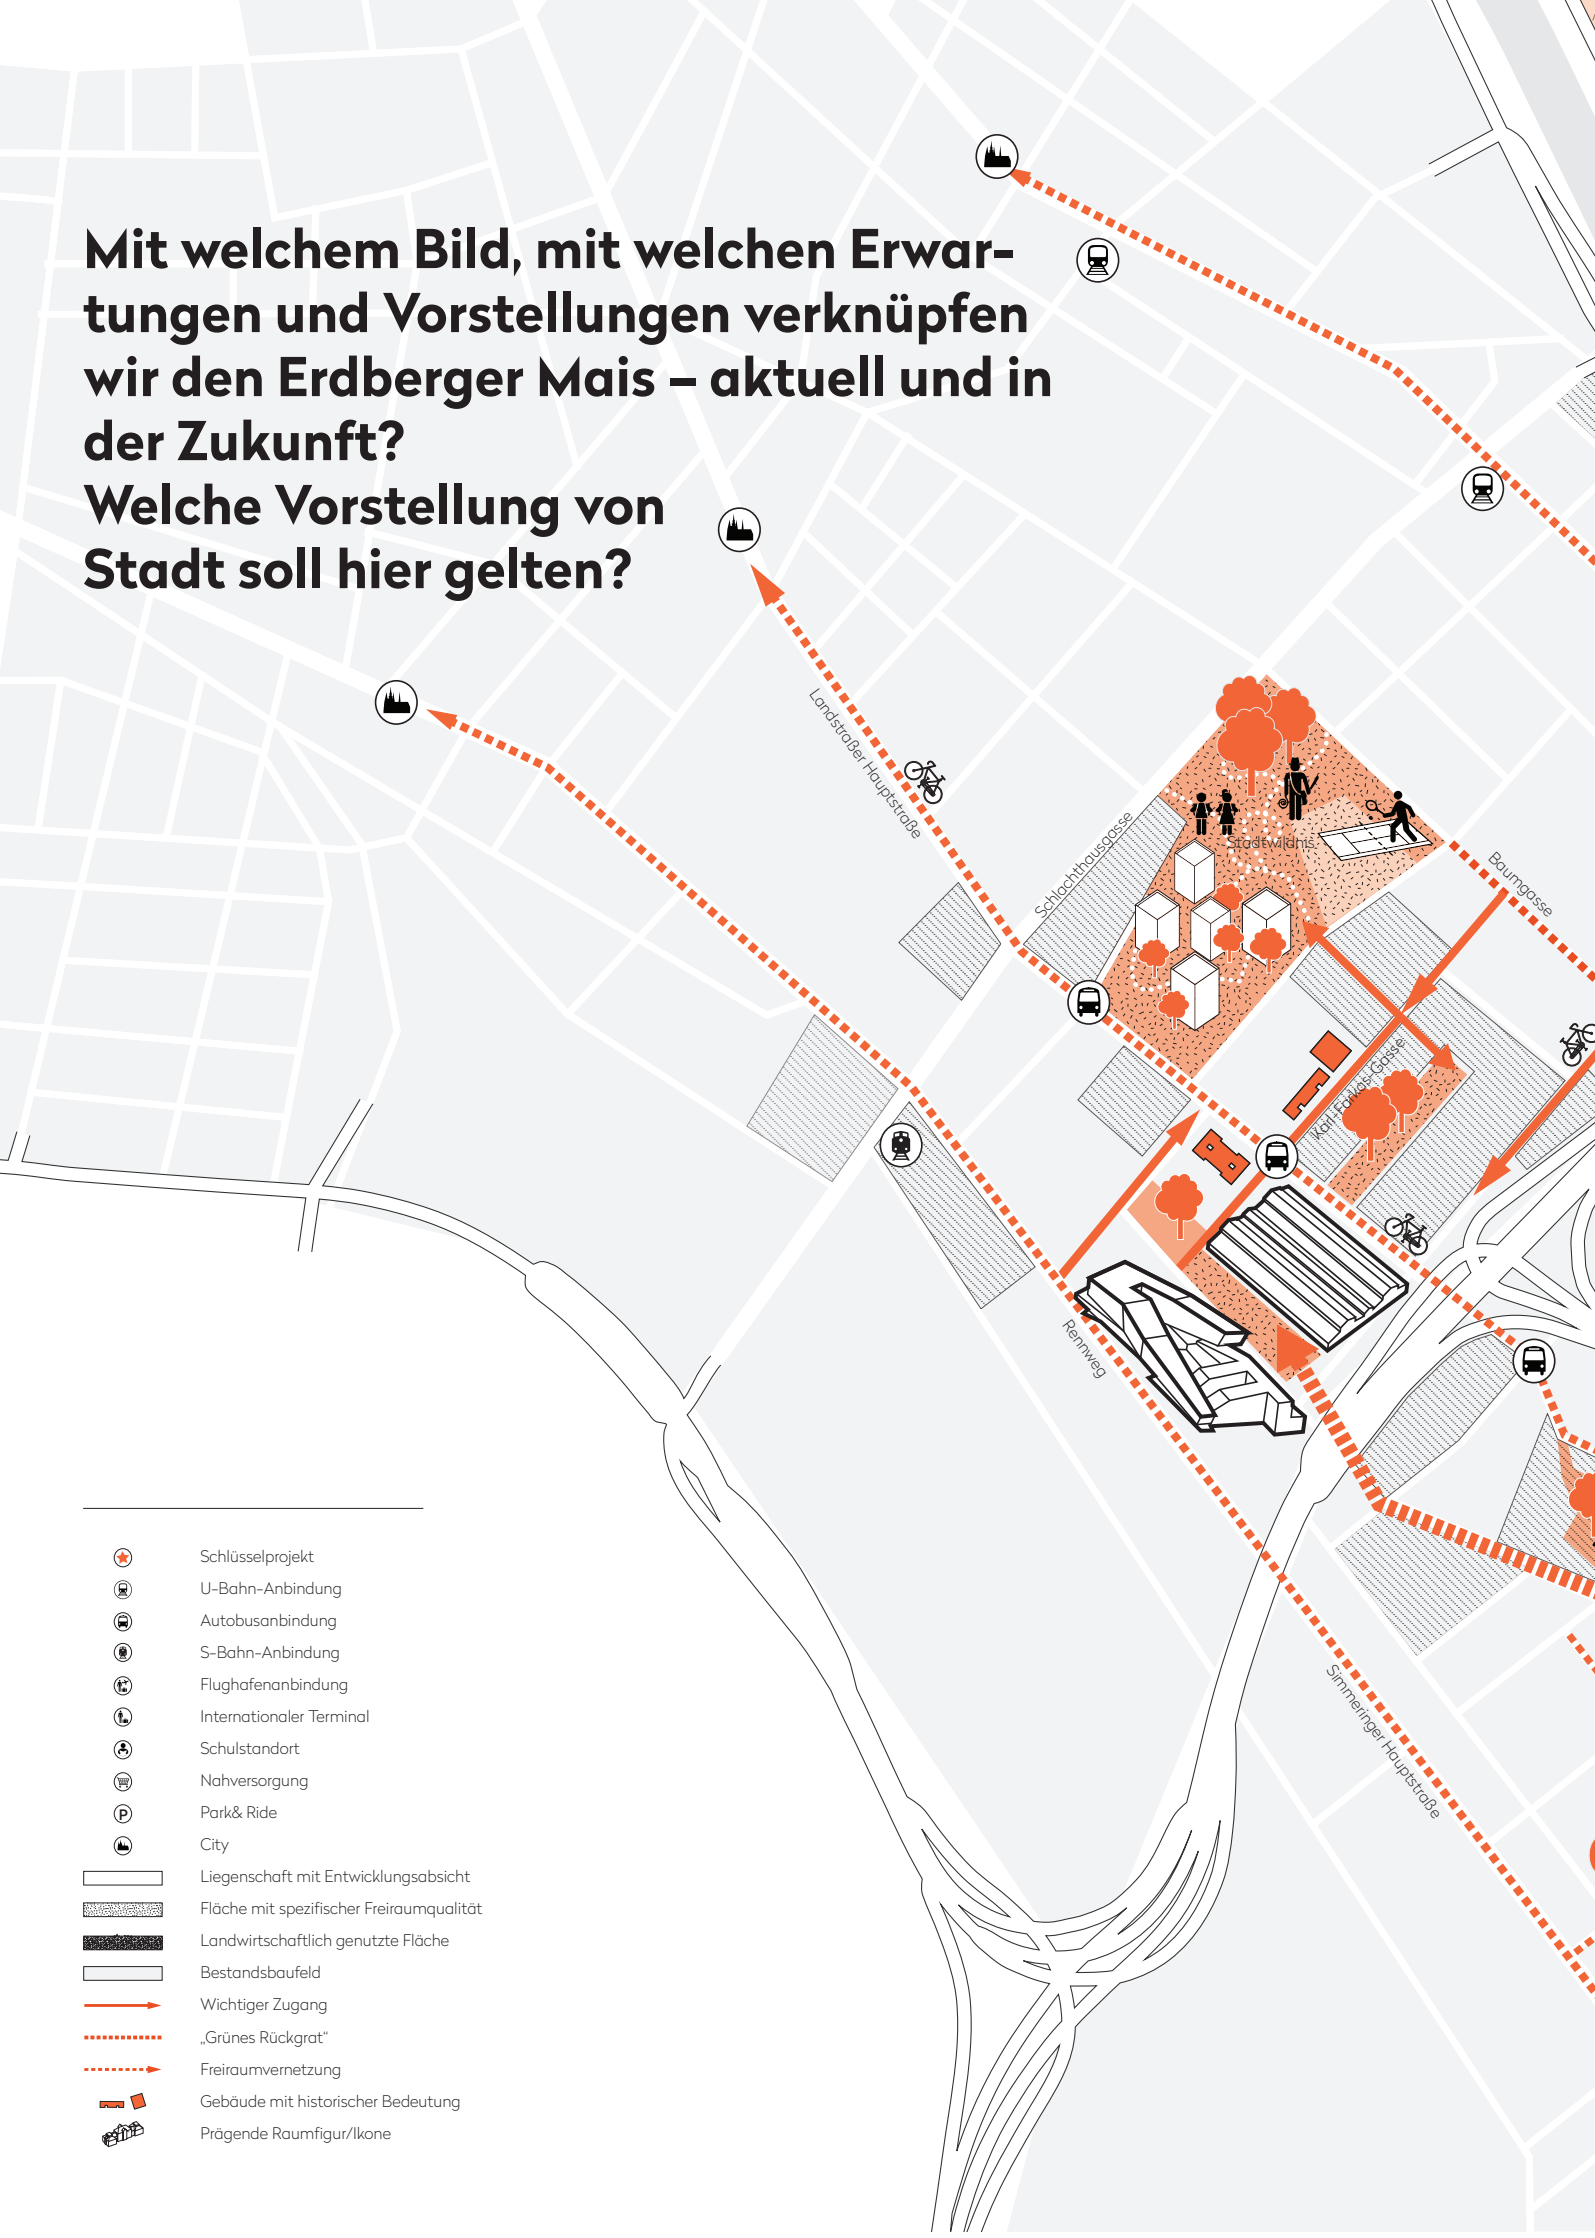 Mit welchem Bild, mit welchen Erwar-
tungen und Vorstellungen verknüpfen
wir den Erdberger Mais – aktuell und in
der Zukunft?
Welche Vorstellung von
Stadt soll hier gelten?
Landstraßer Hauptstraße
Schlachthausgasse
Stadtwildnis
Baumgasse
Karl-Farkas-Gasse
Rennweg
Simmeringer Hauptstraße
Schlüsselprojekt
U-Bahn-Anbindung
Autobusanbindung
S-Bahn-Anbindung
Flughafenanbindung
Internationaler Terminal
Schulstandort
Nahversorgung
P Park& Ride
City
Liegenschaft mit Entwicklungsabsicht
Fläche mit spezifischer Freiraumqualität
Landwirtschaftlich genutzte Fläche
Bestandsbaufeld
Wichtiger Zugang
„Grünes Rückgrat“
Freiraumvernetzung
Gebäude mit historischer Bedeutung
Prägende Raumfigur/Ikone